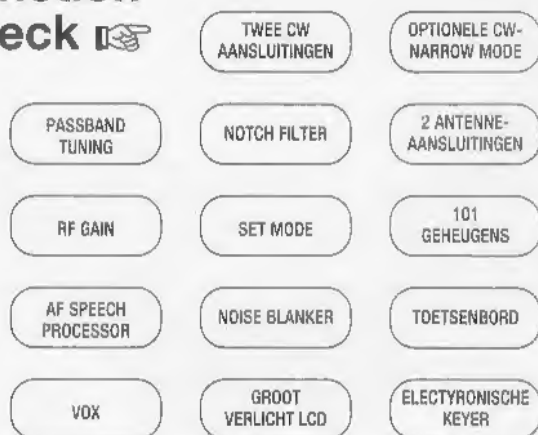 eck ☞
TWEE CW
AANSLUITINGEN
OPTIONELE CW-
NARROW MODE
PASSBAND
TUNING
NOTCH FILTER
2 ANTENNE-
AANSLUITINGEN
RF GAIN
SET MODE
101
GEHEUGENS
AF SPEECH
PROCESSOR
NOISE BLANKER
TOETSENBORD
VOX
GROOT
VERLICHT LCD
ELECTYRONISCHE
KEYER